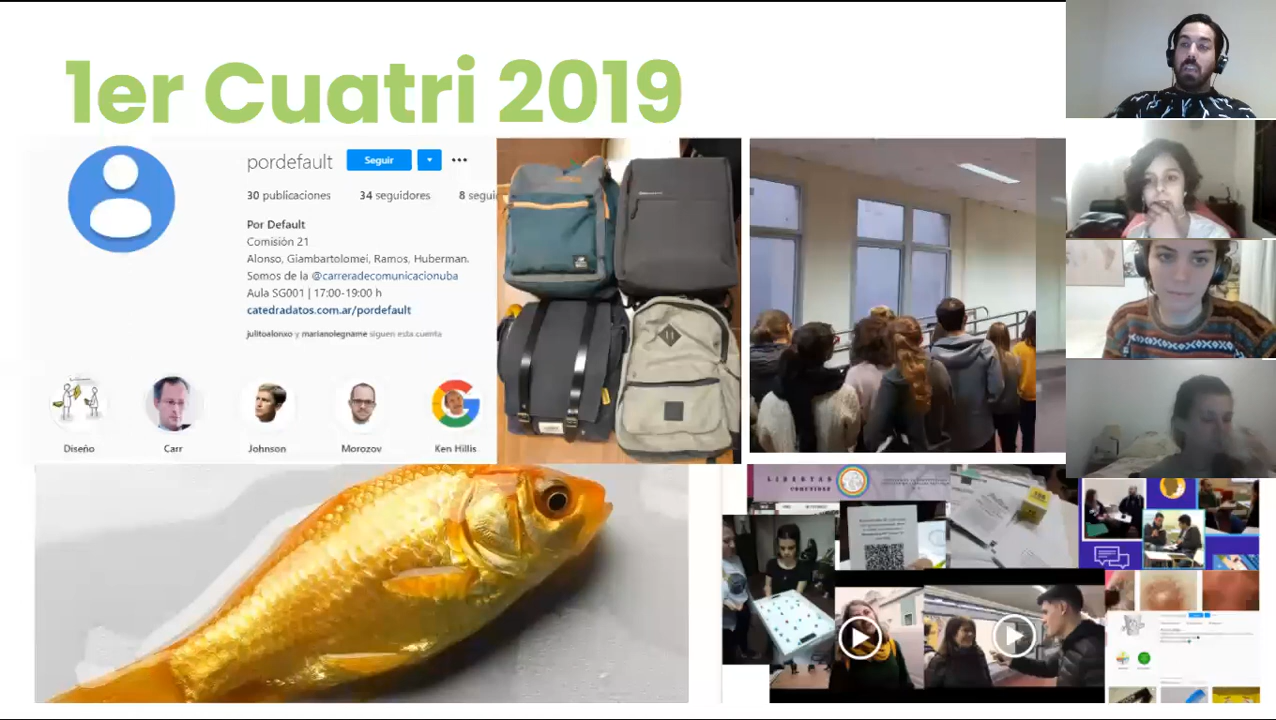 1er Cuatri 2019
pordefault
Seguir
30 publicaciones 34 seguidores 8 segui
Por Default
Comisión 21
Alonso, Giambartolomei, Ramos, Huberman.
Somos de la @carreradecomunicacionuba
Aula SG001 | 17:00-19:00 h
catedradatos.com.ar/pordefault
julitoalonxo y marianolegname siguen esta cuenta
Diseño Carr Johnson Morozov Ken Hillis
LIBERTAS